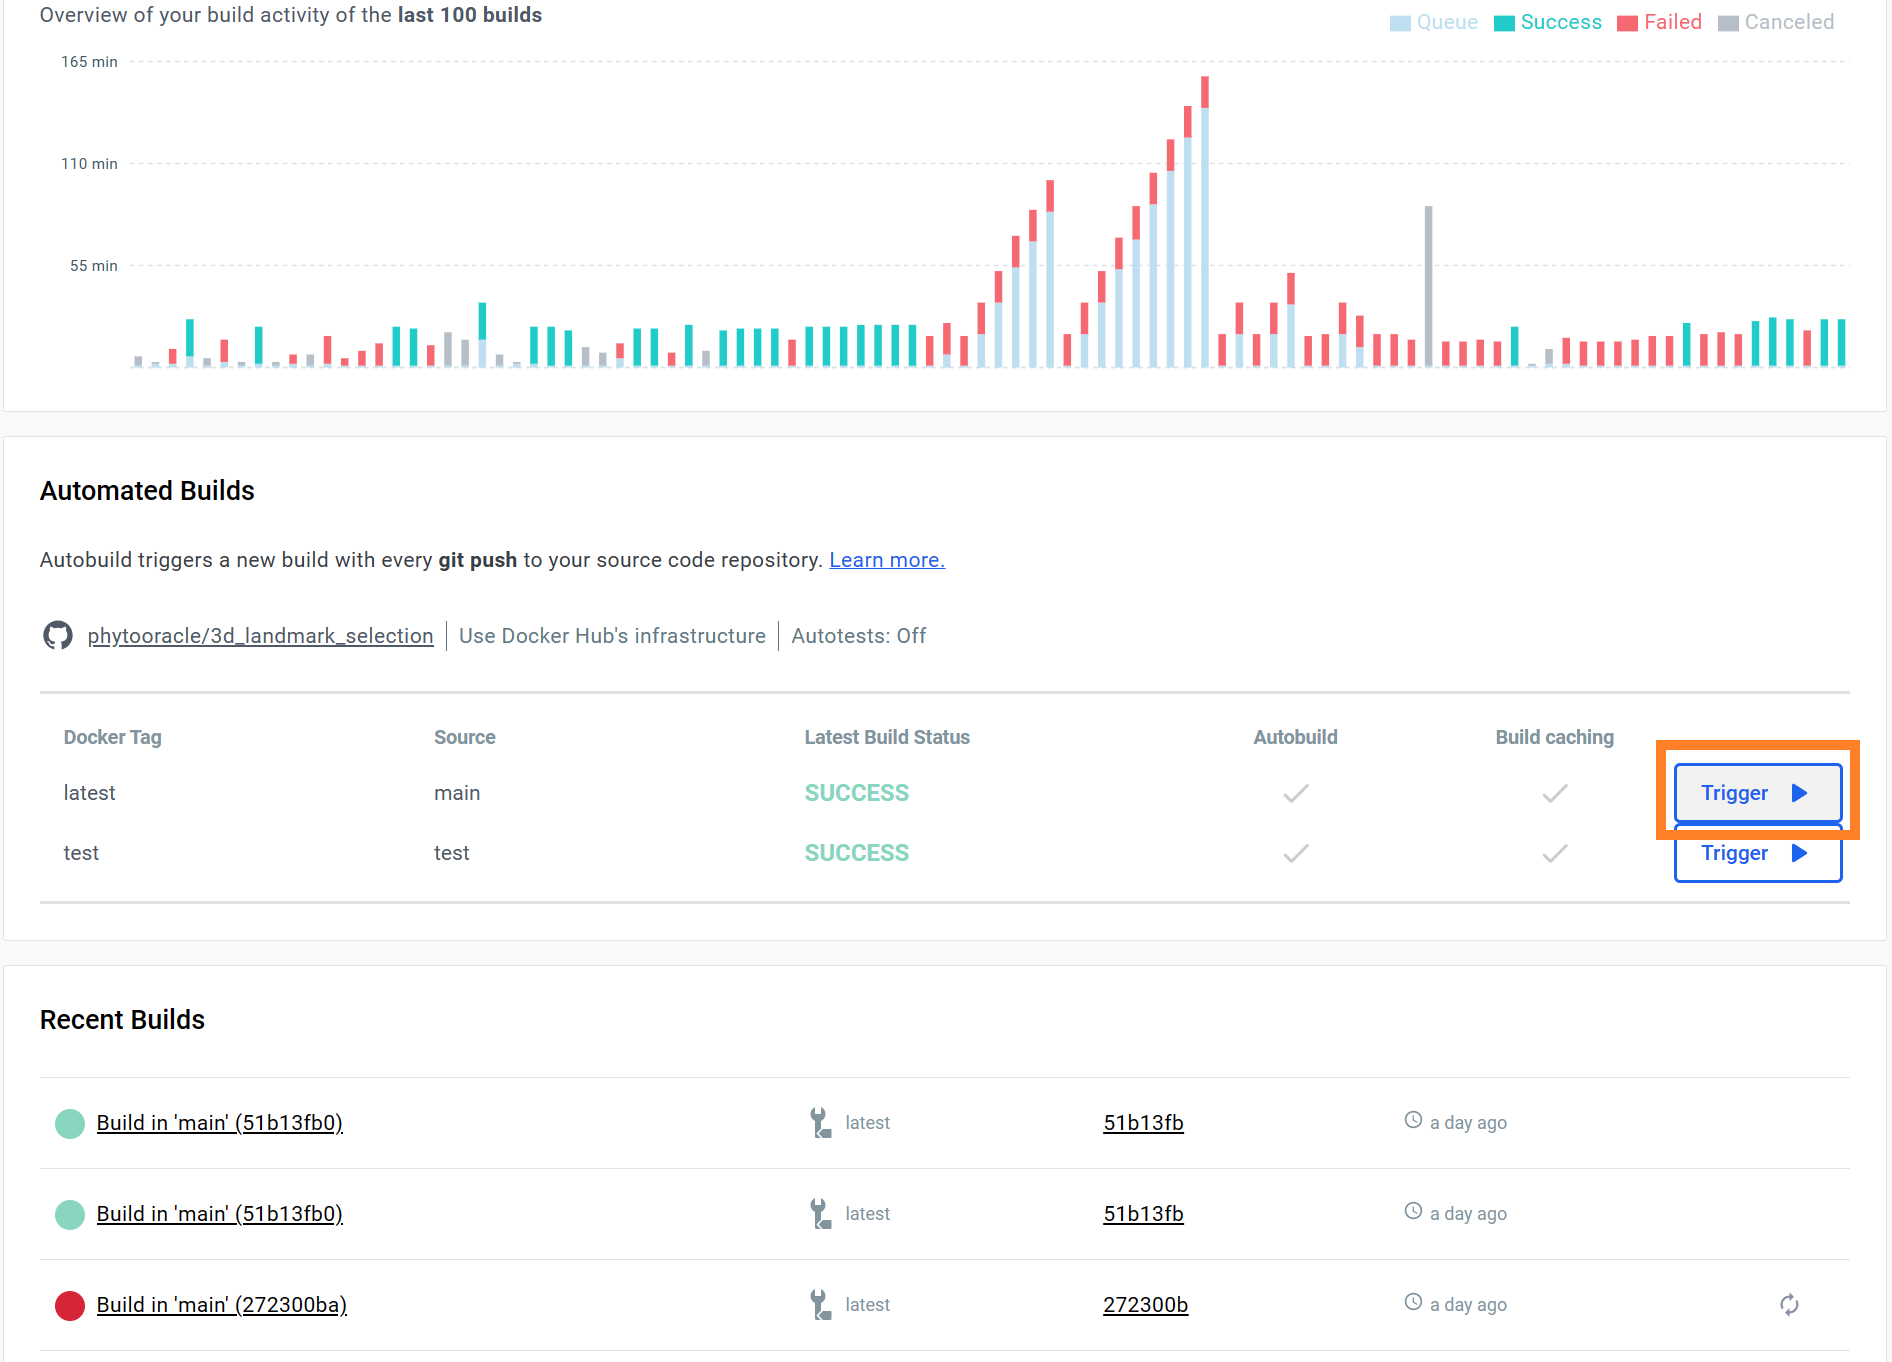 Overview of your build activity of the last 100 builds
Queue Success Failed Canceled
165 min
110 min
55 min
Automated Builds
Autobuild triggers a new build with every git push to your source code repository. Learn more.
phytooracle/3d_landmark_selection Use Docker Hub's infrastructure Autotests: Off
Docker Tag Source Latest Build Status Autobuild Build caching
latest main SUCCESS Trigger
test test SUCCESS Trigger
Recent Builds
Build in 'main' (51b13fb0) latest 51b13fb a day ago
Build in 'main' (51b13fb0) latest 51b13fb a day ago
Build in 'main' (272300ba) latest 272300b a day ago